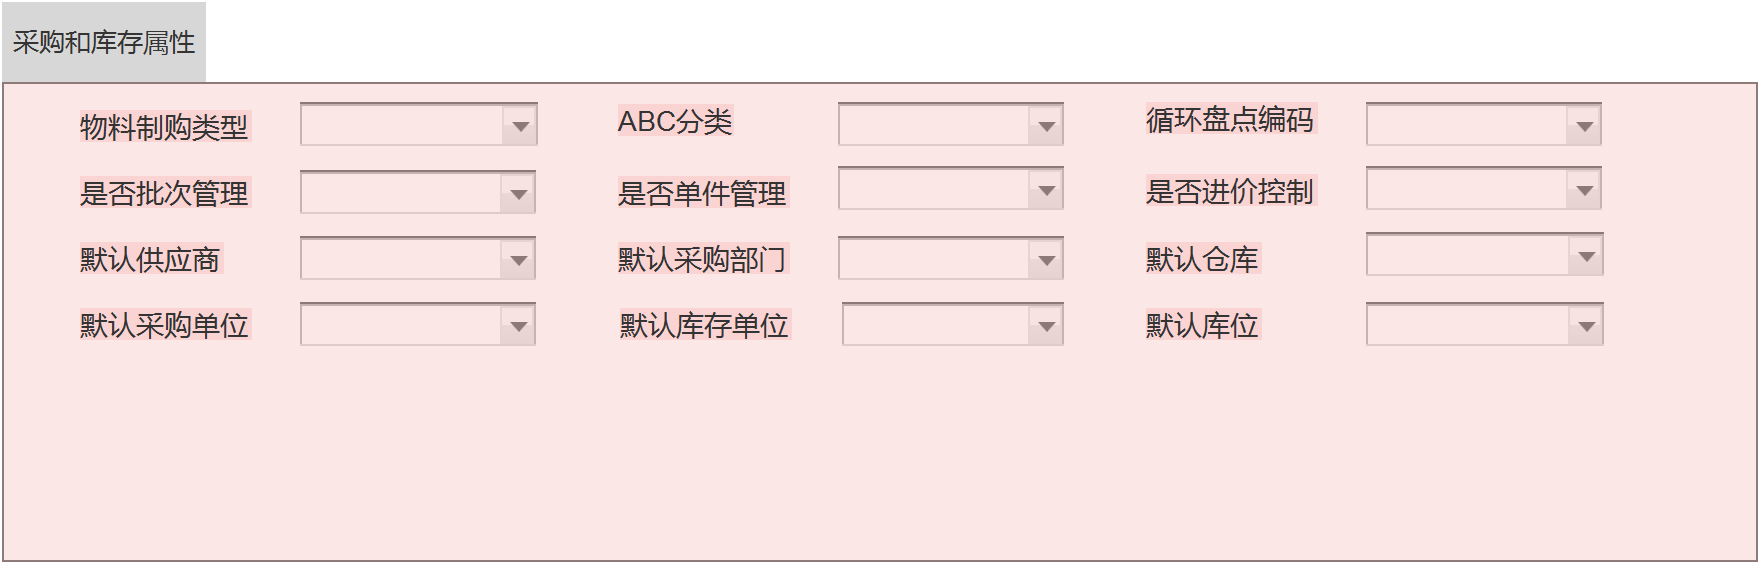 采购和库存属性
物料制购类型 ABC分类 循环盘点编码
是否批次管理 是否单件管理 是否进价控制
默认供应商 默认采购部门 默认仓库
默认采购单位 默认库存单位 默认库位